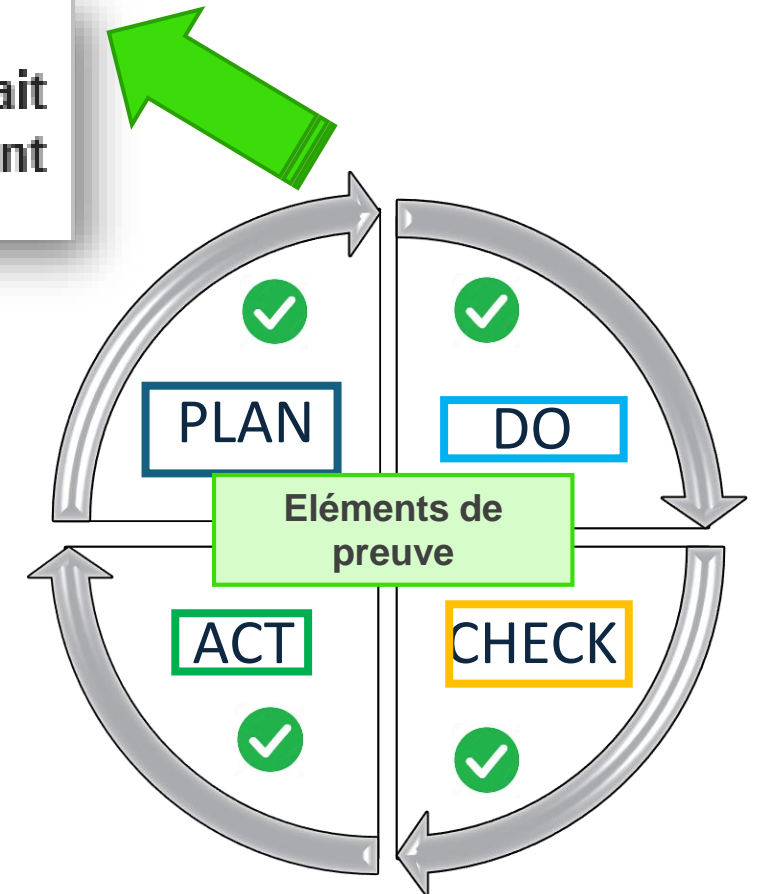 ait
nt
PLAN
DO
Eléments de
preuve
ACT
CHECK